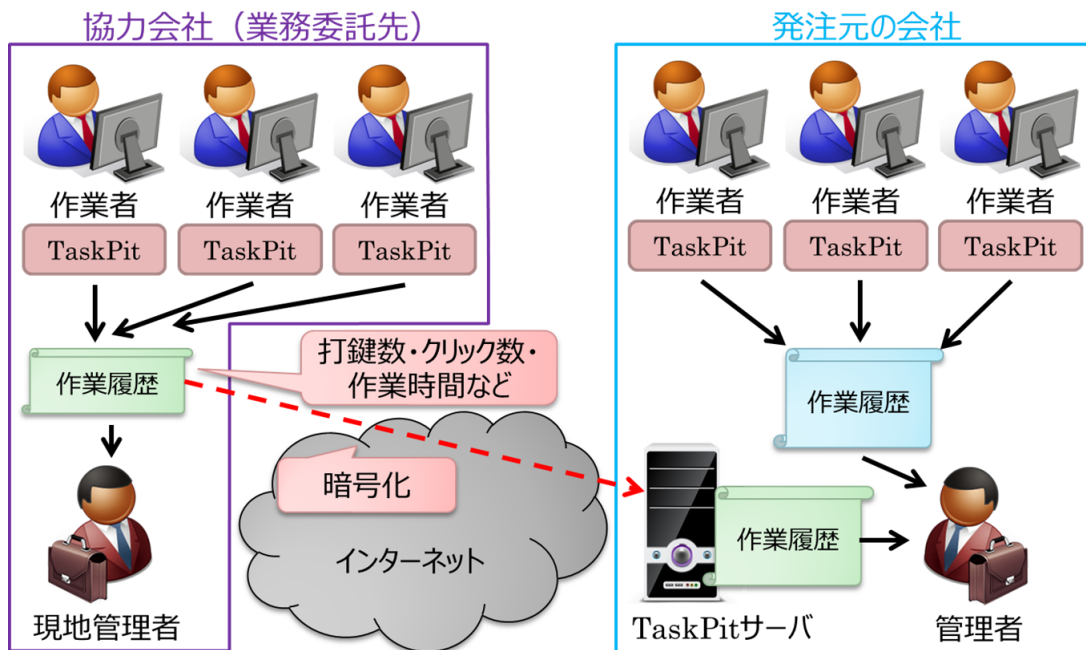 協力会社（業務委託先）
発注元の会社
作業者
作業者
作業者
TaskPit
TaskPit
TaskPit
作業者
作業者
作業者
TaskPit
TaskPit
TaskPit
打鍵数・クリック数・
作業時間など
作業履歴
作業履歴
暗号化
インターネット
作業履歴
現地管理者
TaskPitサーバ
管理者